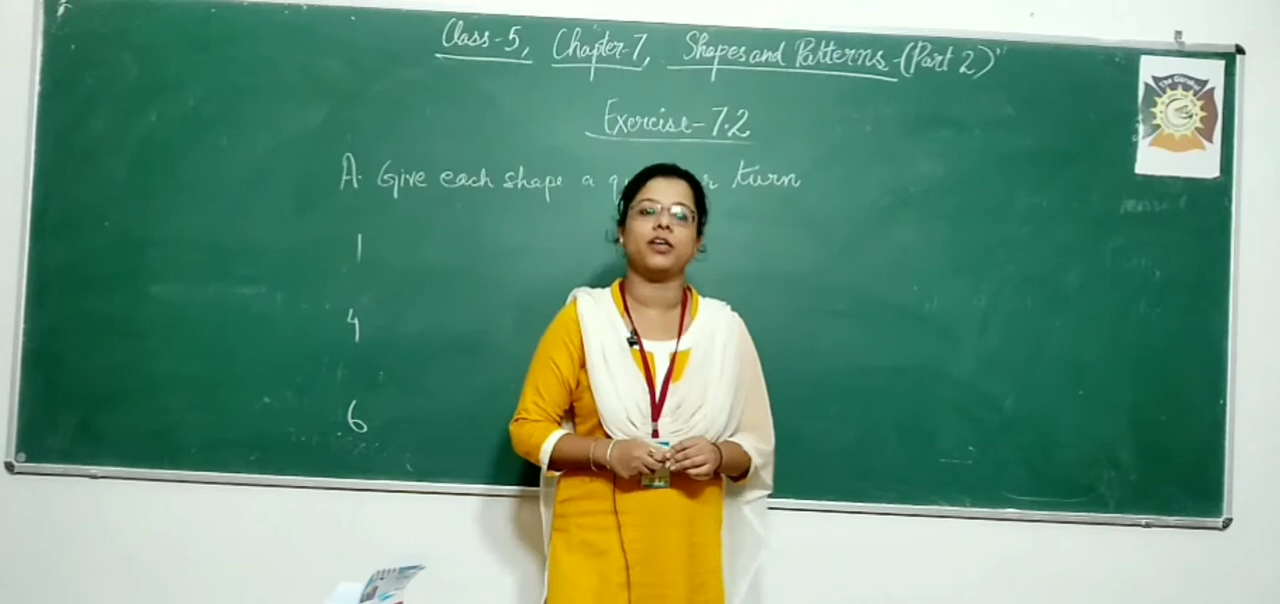 Class-5, Chapter-7, Shapes and Patterns-(Part 2)"
Exercise-7.2
A. Give each shape a turn
1
4
6